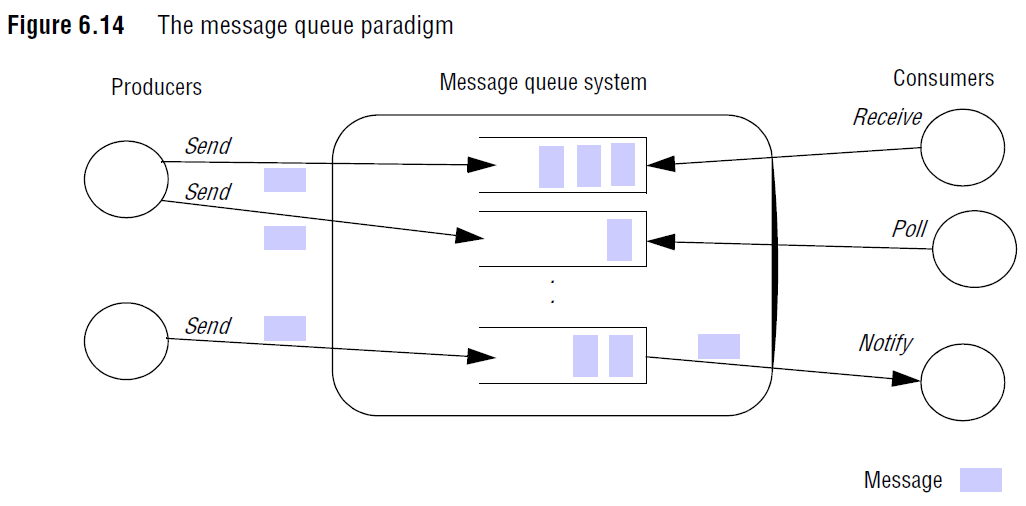 Figure 6.14 The message queue paradigm
Producers
Message queue system
Consumers
Send
Receive
Send
Poll
.
.
Send
Notify
Message